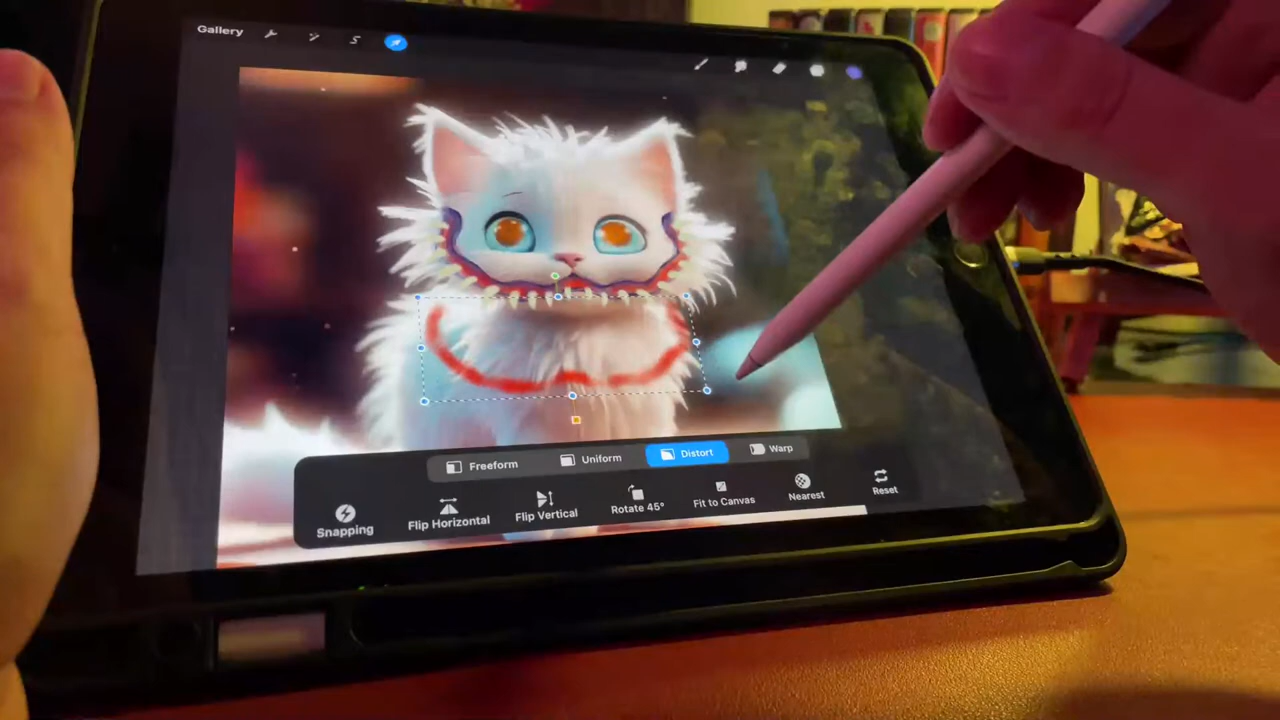 Gallery
Freeform Uniform Distort Warp
Snapping Flip Horizontal Flip Vertical Rotate 45° Fit to Canvas Nearest Reset